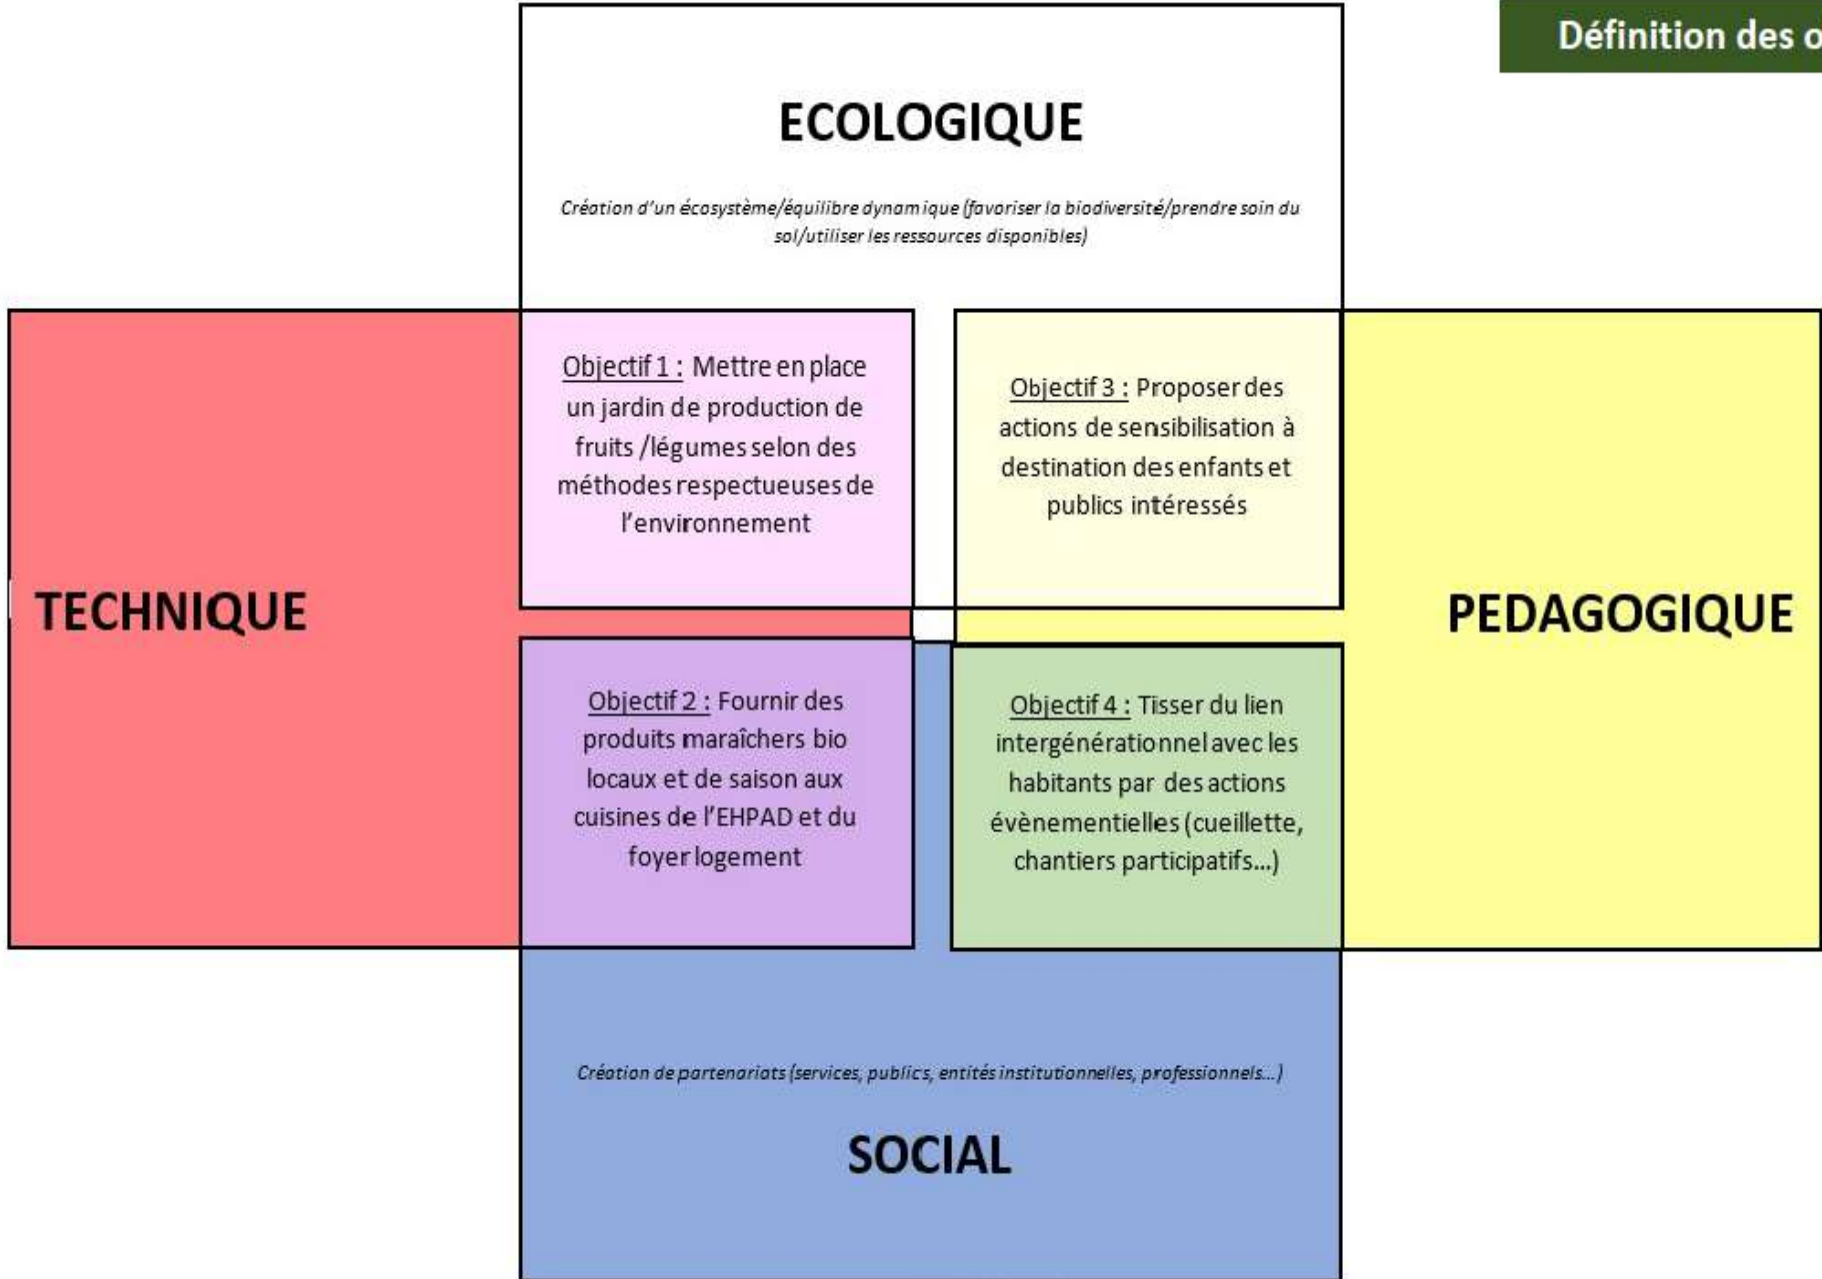 Définition des o
ECOLOGIQUE
Création d'un écosystème/équilibre dynamique (favoriser la biodiversité/prendre soin du
sol/utiliser les ressources disponibles)
Objectif 1 : Mettre en place
un jardin de production de
fruits /légumes selon des
méthodes respectueuses de
l'environnement
Objectif 3 : Proposer des
actions de sensibilisation à
destination des enfants et
publics intéressés
TECHNIQUE
PEDAGOGIQUE
Objectif 2 : Fournir des
produits maraîchers bio
locaux et de saison aux
cuisines de l'EHPAD et du
foyer logement
Objectif 4 : Tisser du lien
intergénérationnel avec les
habitants par des actions
évènementielles (cueillette,
chantiers participatifs...)
Création de partenariats (services, publics, entités institutionnelles, professionnels...)
SOCIAL